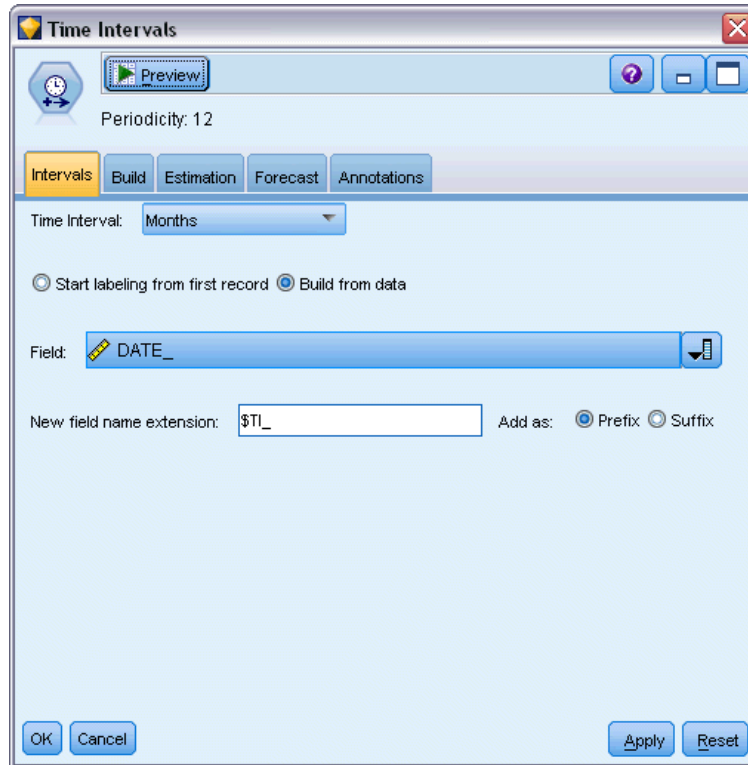 Time Intervals
Preview
Periodicity: 12
Intervals Build Estimation Forecast Annotations
Time Interval: Months
Start labeling from first record Build from data
Field: DATE_
New field name extension: $TI_ Add as: Prefix Suffix
OK Cancel Apply Reset